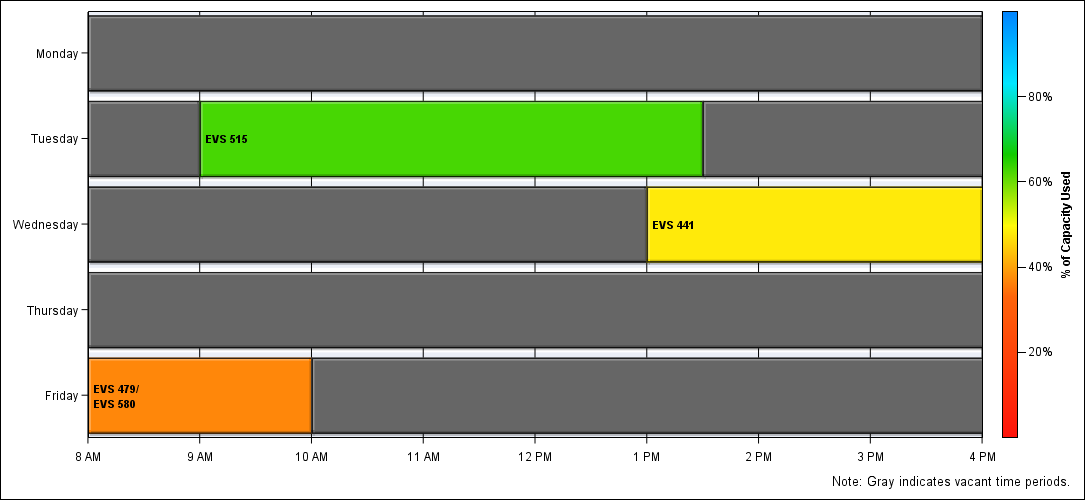 Monday
Tuesday
EVS 515
Wednesday
EVS 441
Thursday
Friday
EVS 479/
EVS 580
8 AM 9 AM 10 AM 11 AM 12 PM 1 PM 2 PM 3 PM 4 PM
80%
60%
40%
20%
% of Capacity Used
Note: Gray indicates vacant time periods.